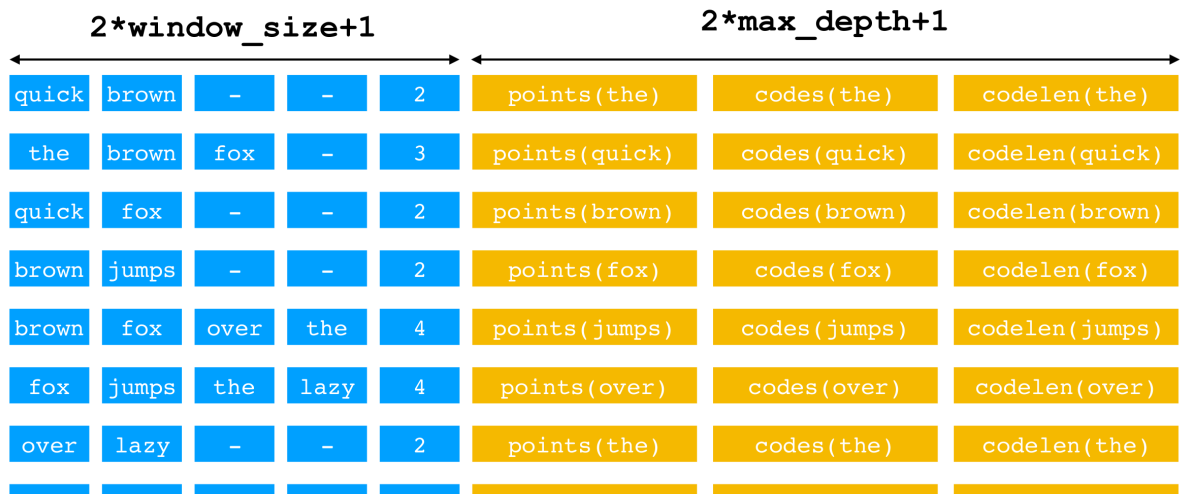 2*window_size+1 2*max_depth+1
quick brown - - 2 points(the) codes(the) codelen(the)
the brown fox - 3 points(quick) codes(quick) codelen(quick)
quick fox - - 2 points(brown) codes(brown) codelen(brown)
brown jumps - - 2 points(fox) codes(fox) codelen(fox)
brown fox over the 4 points(jumps) codes(jumps) codelen(jumps)
fox jumps the lazy 4 points(over) codes(over) codelen(over)
over lazy - - 2 points(the) codes(the) codelen(the)